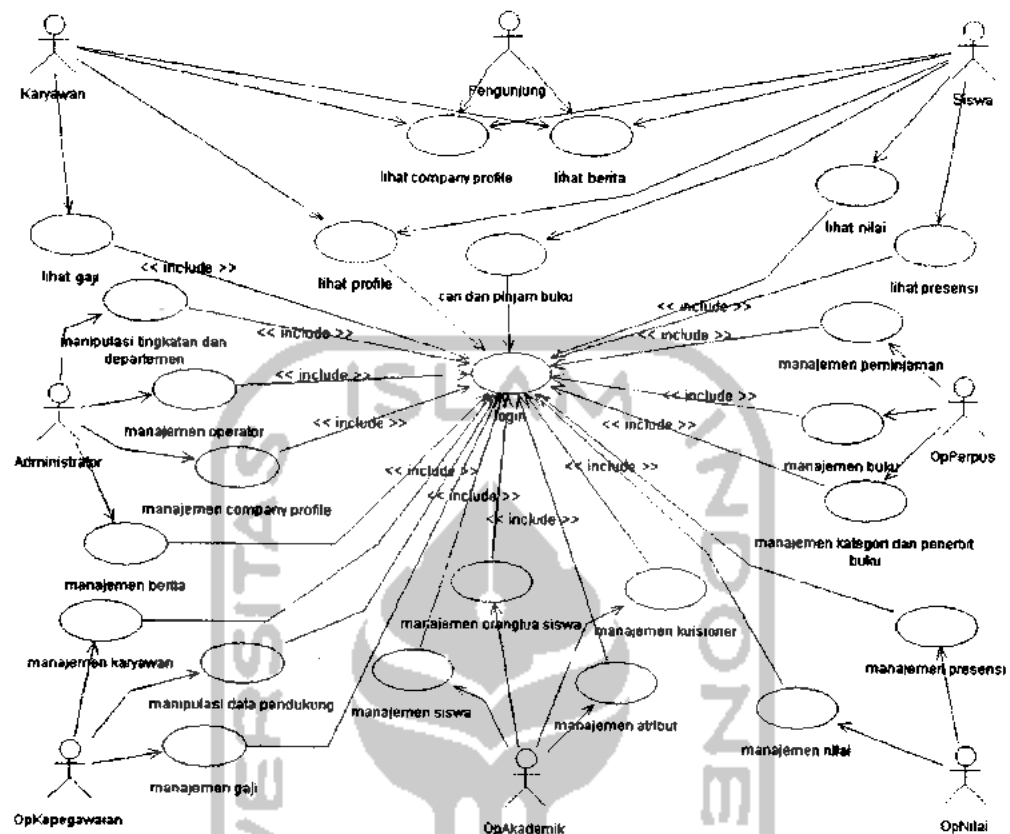 Karyawan
Pengunjung
Siswa
lihat company profile
lihat berita
lihat nilai
lihat gaji
<< include >>
lihat profile
cari dan pinjam buku
lihat presensi
<< include >>
manipulasi tingkatan dan
departemen
<< include >>
<< include >>
manajemen peminjaman
<< include >>
login
<< include >>
Administrator
manajemen operator
<< include >>
<< include >>
manajemen buku
OpPerpus
manajemen company profile
<< include >>
<< include >>
<< include >>
<< include >>
manajemen kategori dan penerbit
buku
manajemen berita
manajemen orangtua siswa
manajemen kuisioner
manajemen karyawan
manajemen presensi
manipulasi data pendukung
manajemen siswa
manajemen atribut
manajemen nilai
manajemen gaji
OpKepegawaian
OpAkademik
OpNilai
ISLAM
UNIVERSITAS
INDONESIA